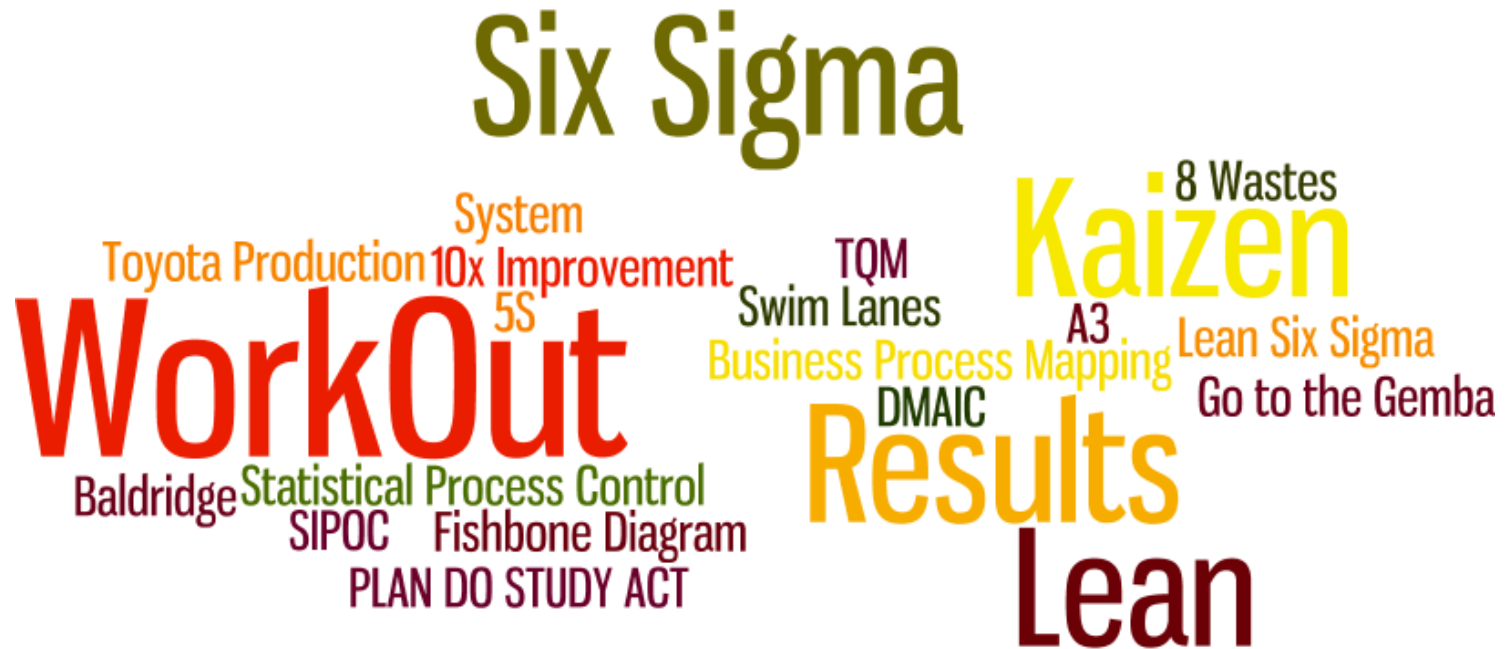 Six Sigma
8 Wastes
Kaizen
System
Toyota Production
10x Improvement
TQM
5S
Swim Lanes
A3
WorkOut
Business Process Mapping
Lean Six Sigma
Go to the Gemba
DMAIC
Results
Baldridge
Statistical Process Control
SIPOC
Fishbone Diagram
PLAN DO STUDY ACT
Lean